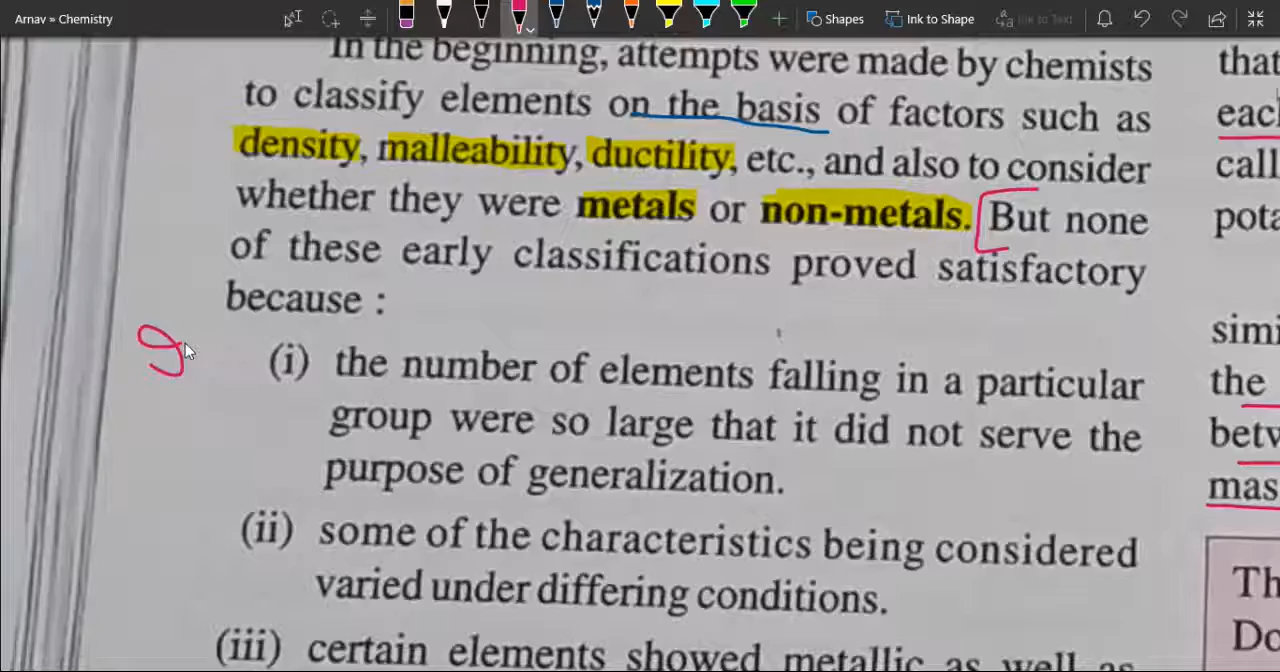 Arnav = Chemistry
Shapes
Ink to Shape
Ink to Text
In the beginning, attempts were made by chemists
to classify elements on the basis of factors such as
density, malleability, ductility, etc., and also to consider
whether they were metals or non-metals. But none
of these early classifications proved satisfactory
because :
(i) the number of elements falling in a particular
group were so large that it did not serve the
purpose of generalization.
(ii) some of the characteristics being considered
varied under differing conditions.
(iii) certain elements showed metallic as well as
that
call
pota
simi
the
betw
mas
Th
Do